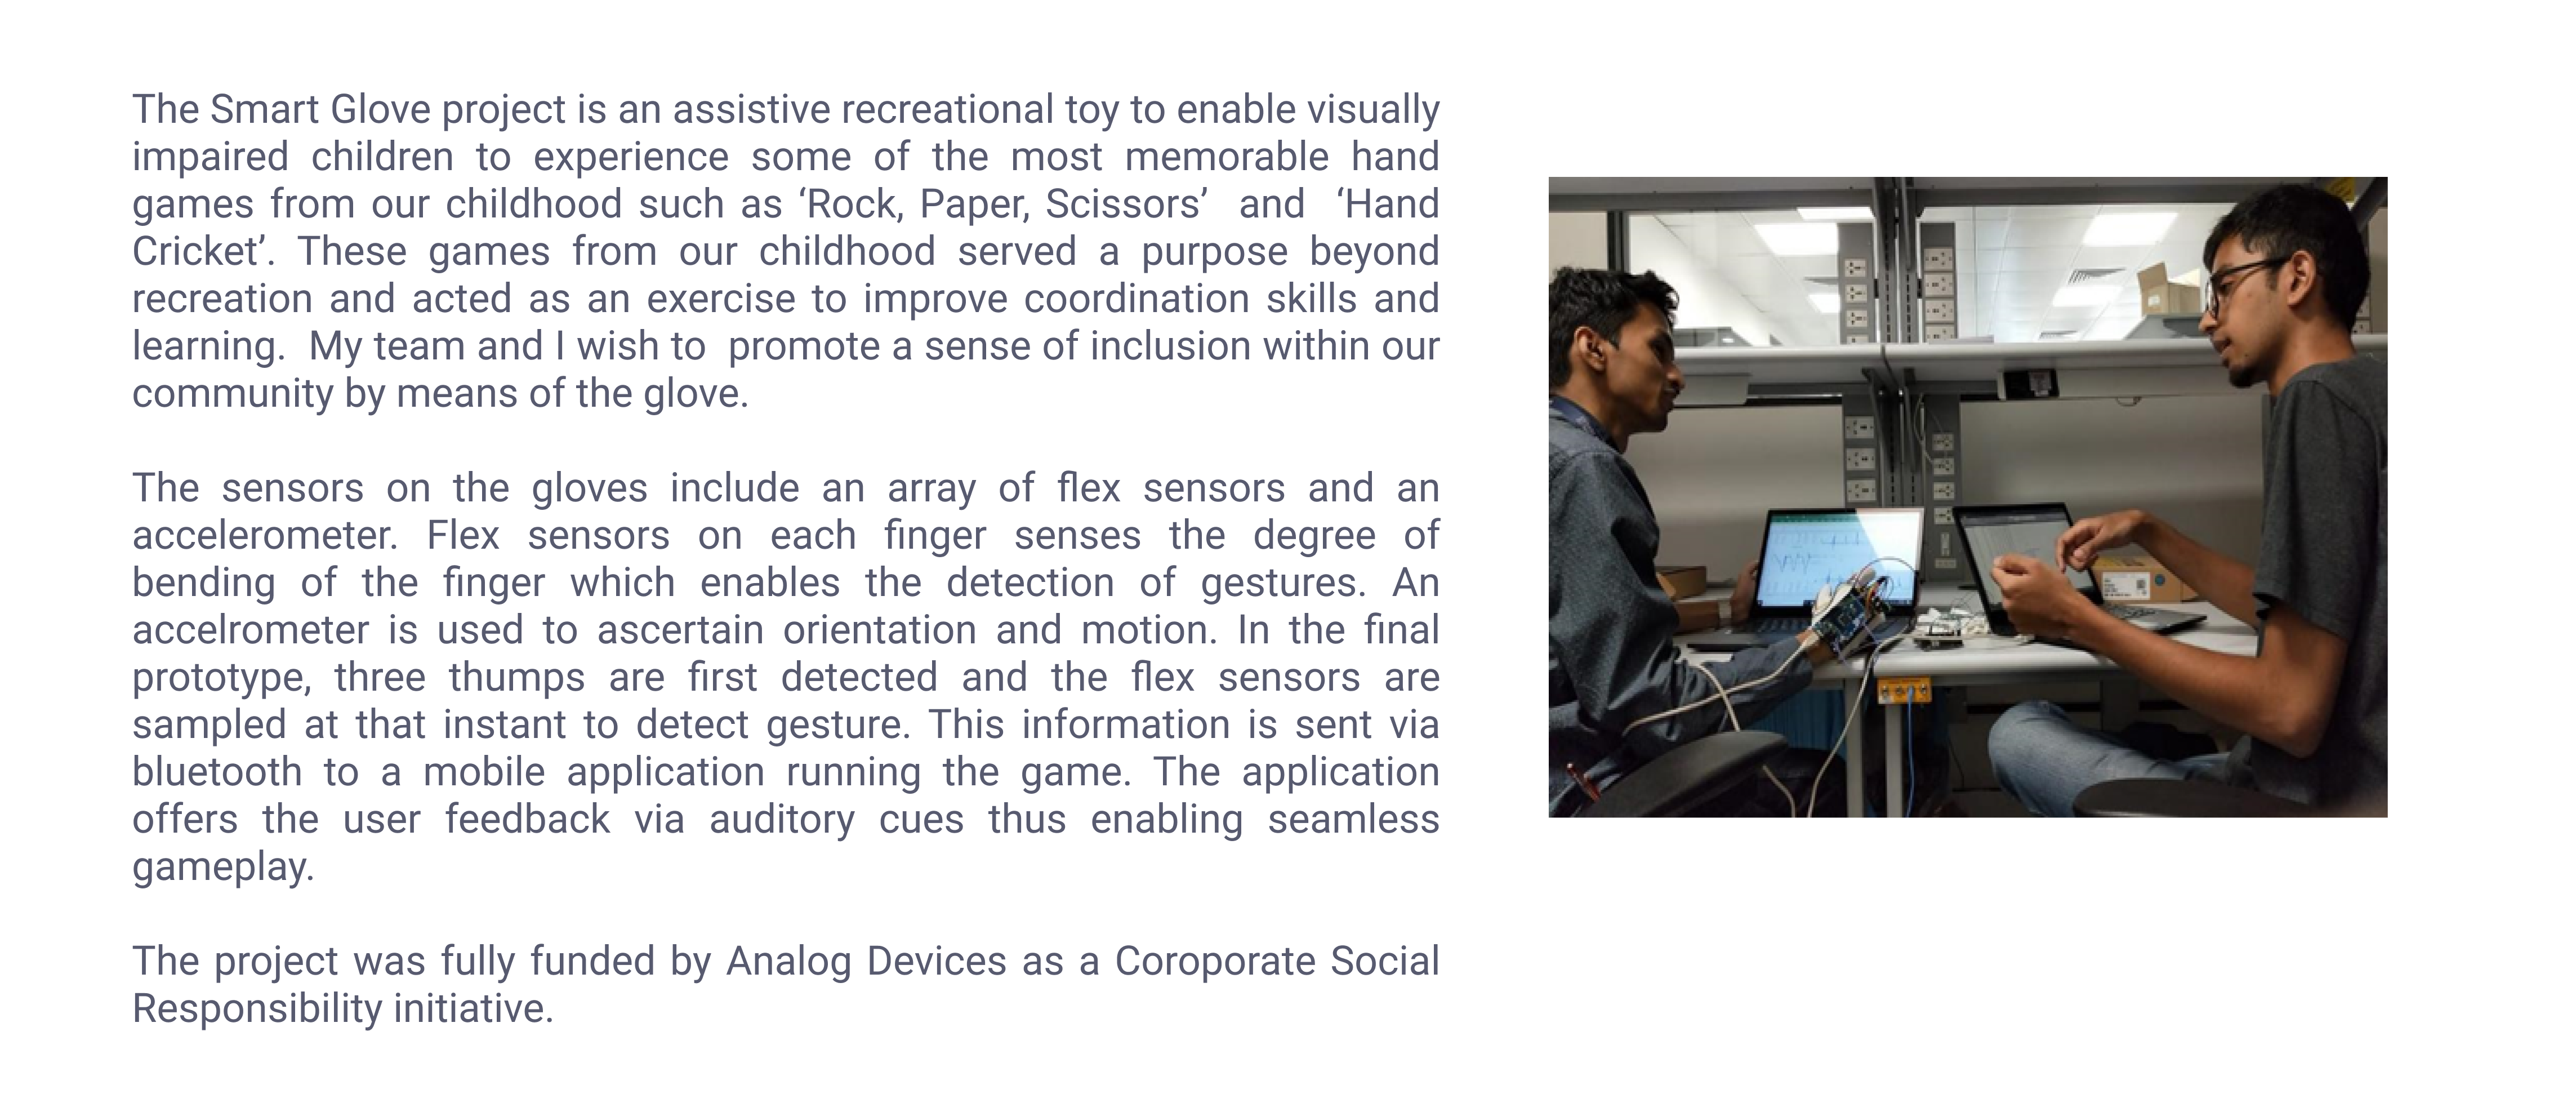 The Smart Glove project is an assistive recreational toy to enable visually
impaired children to experience some of the most memorable hand
games from our childhood such as ‘Rock, Paper, Scissors’  and  ‘Hand
Cricket’. These games from our childhood served a purpose beyond
recreation and acted as an exercise to improve coordination skills and
learning.  My team and I wish to  promote a sense of inclusion within our
community by means of the glove.
The sensors on the gloves include an array of flex sensors and an
accelerometer. Flex sensors on each finger senses the degree of
bending of the finger which enables the detection of gestures. An
accelrometer is used to ascertain orientation and motion. In the final
prototype, three thumps are first detected and the flex sensors are
sampled at that instant to detect gesture. This information is sent via
bluetooth to a mobile application running the game. The application
offers the user feedback via auditory cues thus enabling seamless
gameplay.
The project was fully funded by Analog Devices as a Coroporate Social
Responsibility initiative.